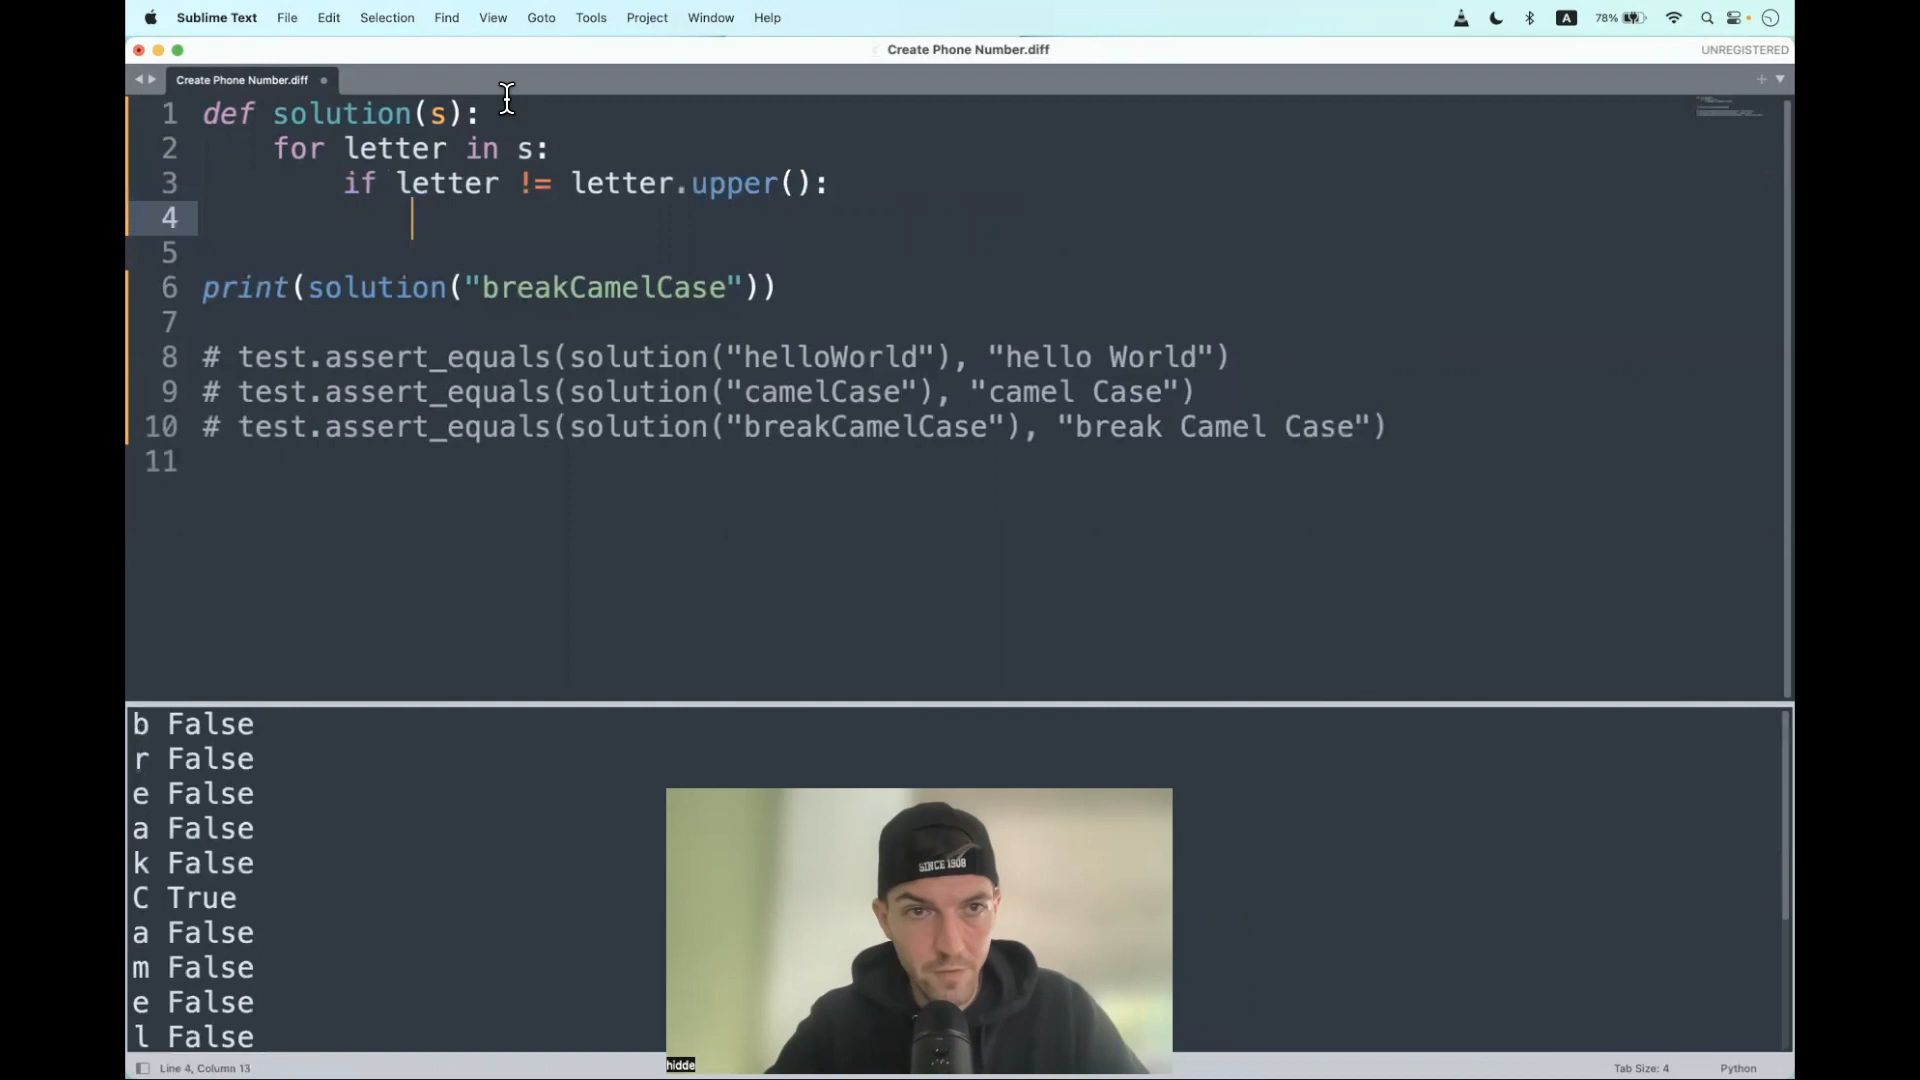 Sublime Text File Edit Selection Find View Goto Tools Project Window Help A 78%
Create Phone Number.diff UNREGISTERED
Create Phone Number.diff
1 def solution(s):
2 for letter in s:
3 if letter != letter.upper():
4
5
6 print(solution("breakCamelCase"))
7
8 # test.assert_equals(solution("helloWorld"), "hello World")
9 # test.assert_equals(solution("camelCase"), "camel Case")
10 # test.assert_equals(solution("breakCamelCase"), "break Camel Case")
11
b False
r False
e False
a False
k False
C True
a False
m False
e False
l False
SINCE 1908
hidde
Line 4, Column 13 Tab Size: 4 Python